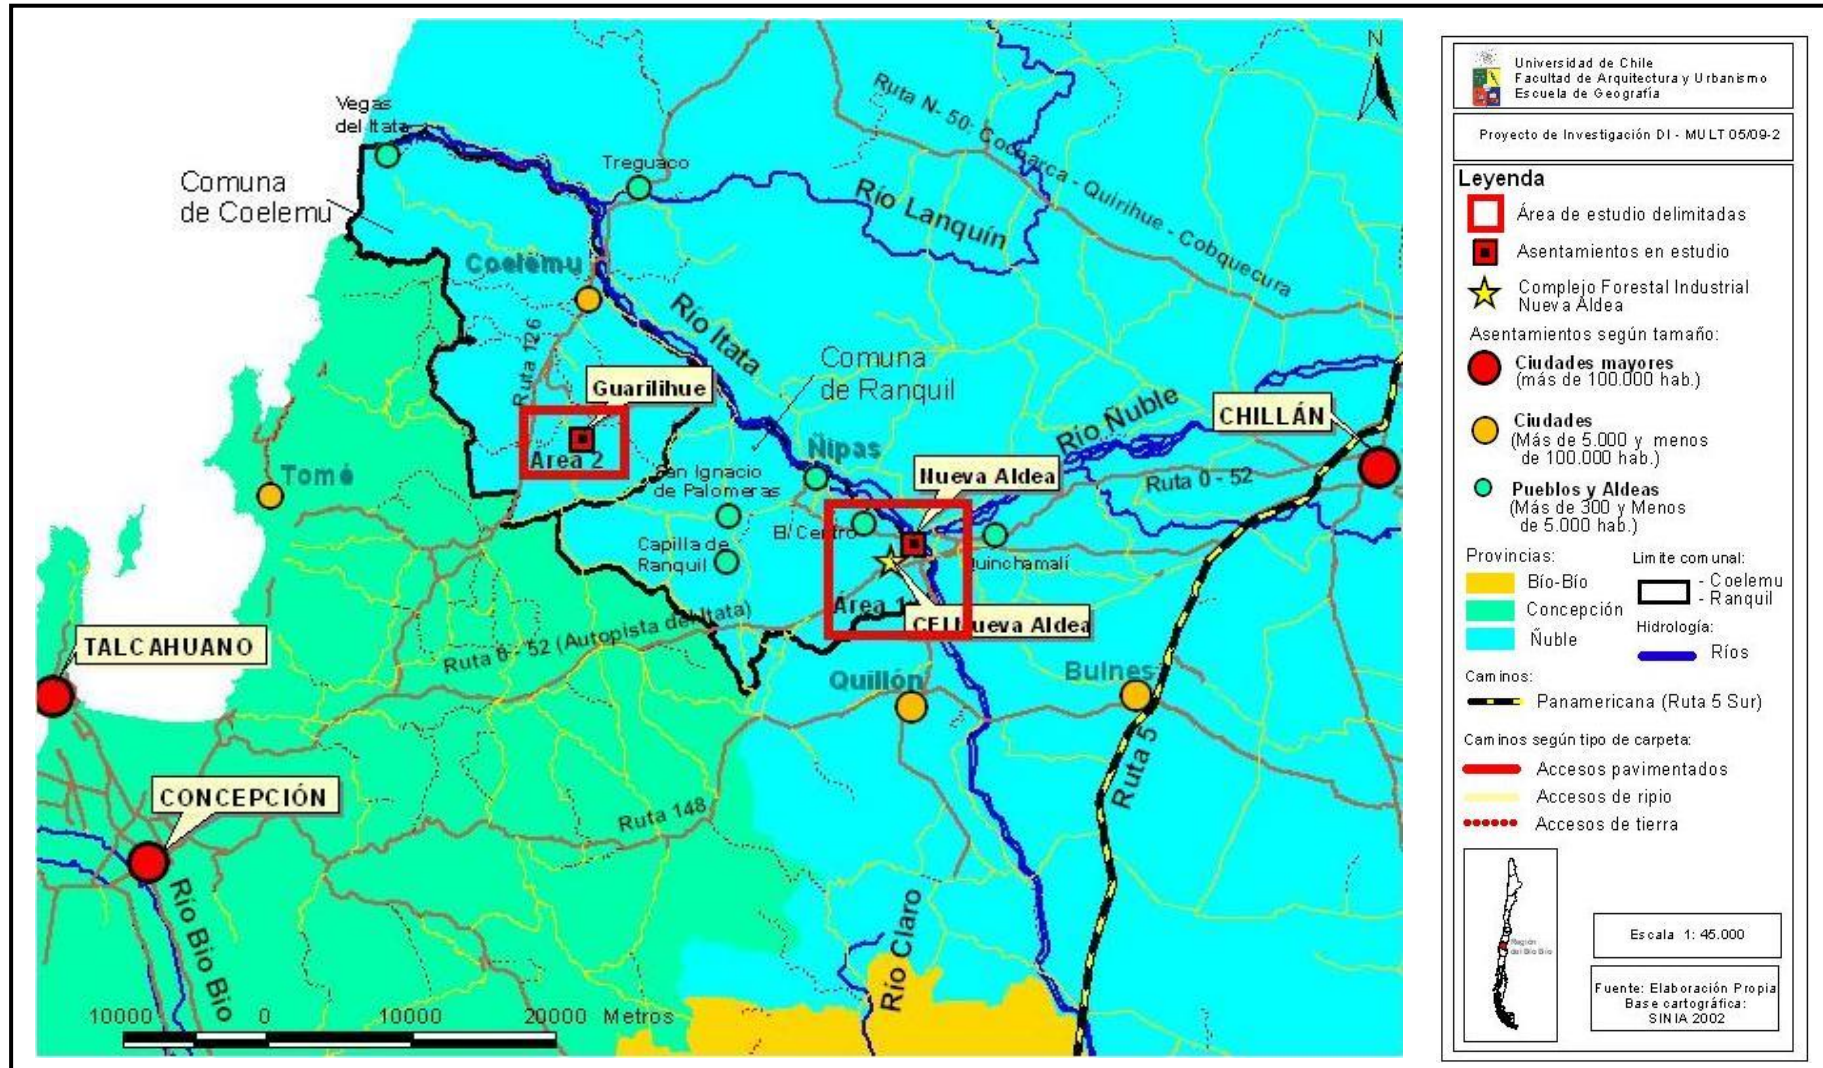 N
Vegas
del Itata
Treguaco
Ruta N- 50: Cocharca - Quirihue - Cobquecura
Comuna
de Coelemu
Río Lanquín
Coelemu
Río Itata
Ruta 126
Comuna
de Ranquil
Guarilihue
Área 2
CHILLÁN
Río Ñuble
Ñipas
Nueva Aldea
Ruta 0 - 52
San Ignacio
de Palomeras
Tomé
B/ Centro
Capilla de
Ranquil
Quinchamalí
Área 1
CELNueva Aldea
TALCAHUANO
Ruta 6 - 52 (Autopista del Itata)
Quillón
Bulnes
Ruta 5
CONCEPCIÓN
Ruta 148
Río Bio Bio
Río Claro
10000 0 10000 20000 Metros
Universidad de Chile
Facultad de Arquitectura y Urbanismo
Escuela de Geografía
Proyecto de Investigación DI - MULT 05/09-2
Leyenda
Área de estudio delimitadas
Asentamientos en estudio
Complejo Forestal Industrial
Nueva Aldea
Asentamientos según tamaño:
Ciudades mayores
(más de 100.000 hab.)
Ciudades
(Más de 5.000 y menos
de 100.000 hab.)
Pueblos y Aldeas
(Más de 300 y Menos
de 5.000 hab.)
Provincias:
Bío-Bío
Concepción
Ñuble
Limite comunal:
- Coelemu
- Ranquil
Hidrología:
Ríos
Caminos:
Panamericana (Ruta 5 Sur)
Caminos según tipo de carpeta:
Accesos pavimentados
Accesos de ripio
Accesos de tierra
Región
del Bío Bío
Escala 1: 45.000
Fuente: Elaboración Propia
Base cartográfica:
SINIA 2002